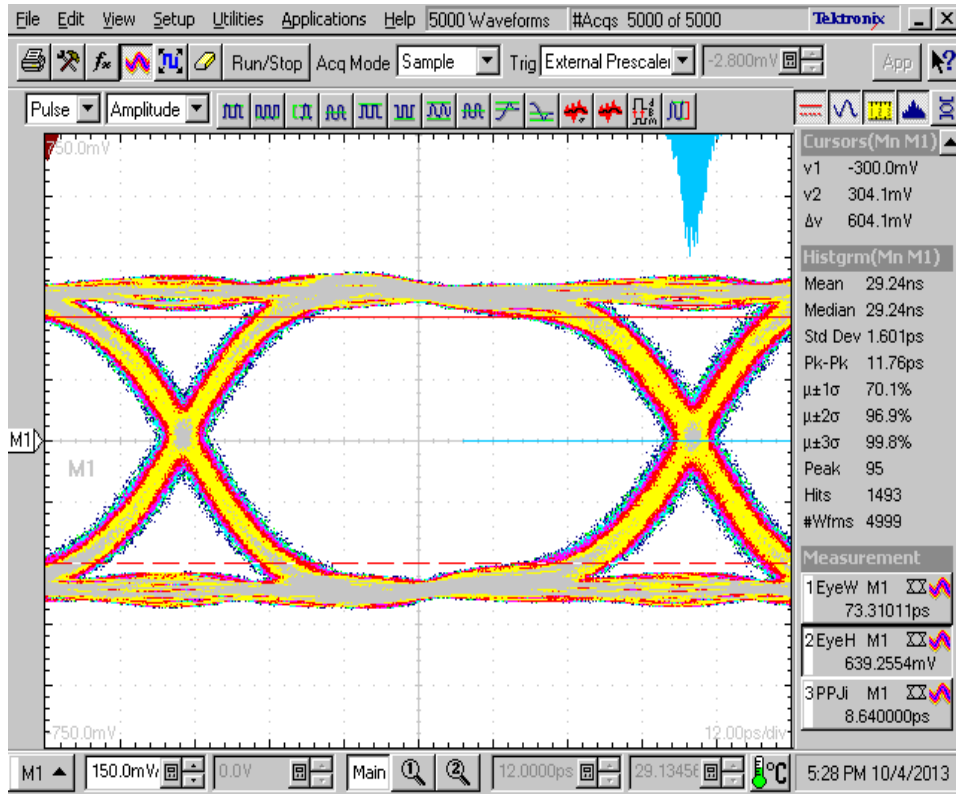 File Edit View Setup Utilities Applications Help 5000 Waveforms #Acqs 5000 of 5000 Tektronix
Run/Stop Acq Mode Sample Trig External Prescaler -2.800mV App
Pulse Amplitude
750.0mV
M1
M1
-750.0mV
12.00ps/div
Cursors(Mn M1)
v1 -300.0mV
v2 304.1mV
Δv 604.1mV
Histgrm(Mn M1)
Mean 29.24ns
Median 29.24ns
Std Dev 1.601ps
Pk-Pk 11.76ps
µ±1σ 70.1%
µ±2σ 96.9%
µ±3σ 99.8%
Peak 95
Hits 1493
#Wfms 4999
Measurement
1 EyeW M1
73.31011ps
2 EyeH M1
639.2554mV
3 PPJi M1
8.640000ps
M1 150.0mV/ 0.0V Main 1 2 12.0000ps 29.13456 °C 5:28 PM 10/4/2013